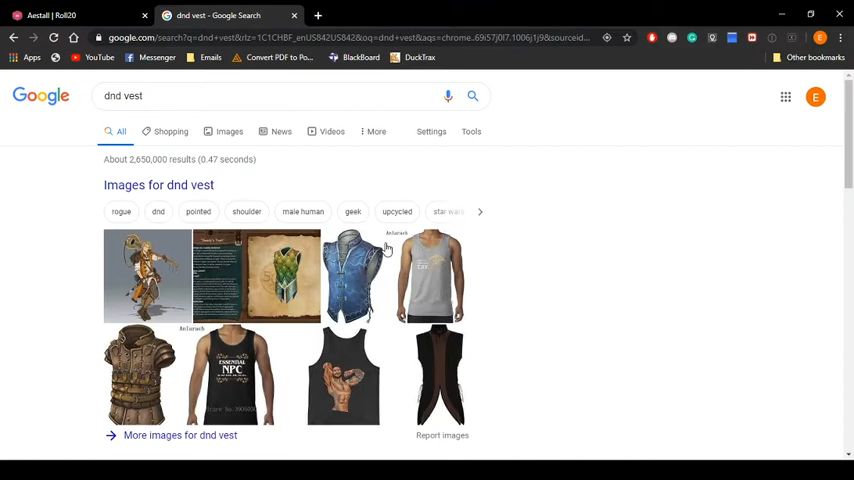 Aestall | Roll20
dnd vest - Google Search
google.com/search?q=dnd+vest&rlz=1C1CHBF_enUS842US842&oq=dnd+vest&aqs=chrome..69i57j0l7.1006j1j9&sourceid...
Apps
YouTube
Messenger
Emails
Convert PDF to Po...
BlackBoard
DuckTrax
Other bookmarks
Google
dnd vest
E
All
Shopping
Images
News
Videos
More
Settings
Tools
About 2,650,000 results (0.47 seconds)
Images for dnd vest
rogue
dnd
pointed
shoulder
male human
geek
upcycled
star wars
Anlurach
Anlurach
ESSENTIAL
NPC
More images for dnd vest
Report images